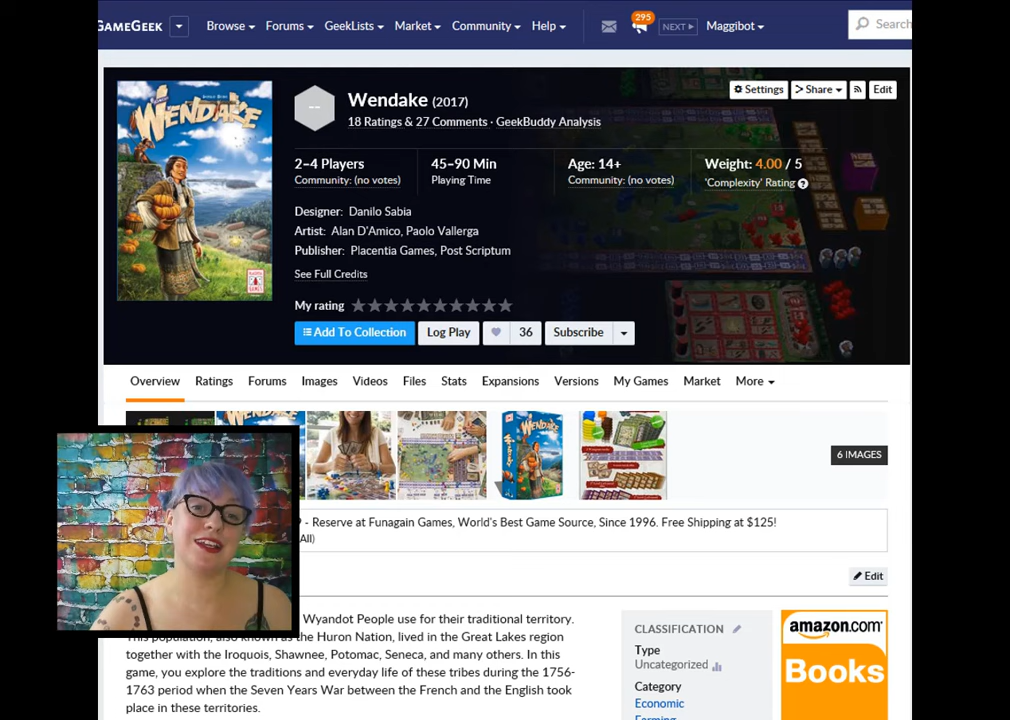 GAMEGEEK Browse Forums GeekLists Market Community Help 295 NEXT Maggibot Search
WENDAKE
Wendake (2017)
-- 
18 Ratings & 27 Comments · GeekBuddy Analysis
Settings Share Edit
2–4 Players 45–90 Min Age: 14+ Weight: 4.00 / 5
Community: (no votes) Playing Time Community: (no votes) 'Complexity' Rating ?
Designer: Danilo Sabia
Artist: Alan D'Amico, Paolo Vallerga
Publisher: Placentia Games, Post Scriptum
See Full Credits
My rating
Add To Collection Log Play 36 Subscribe
Overview Ratings Forums Images Videos Files Stats Expansions Versions My Games Market More
WENDAKE
WENDAKE
6 IMAGES
- Reserve at Funagain Games, World's Best Game Source, Since 1996. Free Shipping at $125!
All)
Edit
Wyandot People use for their traditional territory.
This population, also known as the Huron Nation, lived in the Great Lakes region
together with the Iroquois, Shawnee, Potomac, Seneca, and many others. In this
game, you explore the traditions and everyday life of these tribes during the 1756-
1763 period when the Seven Years War between the French and the English took
place in these territories.
CLASSIFICATION
Type
Uncategorized
Category
Economic
Farming
amazon.com
Books